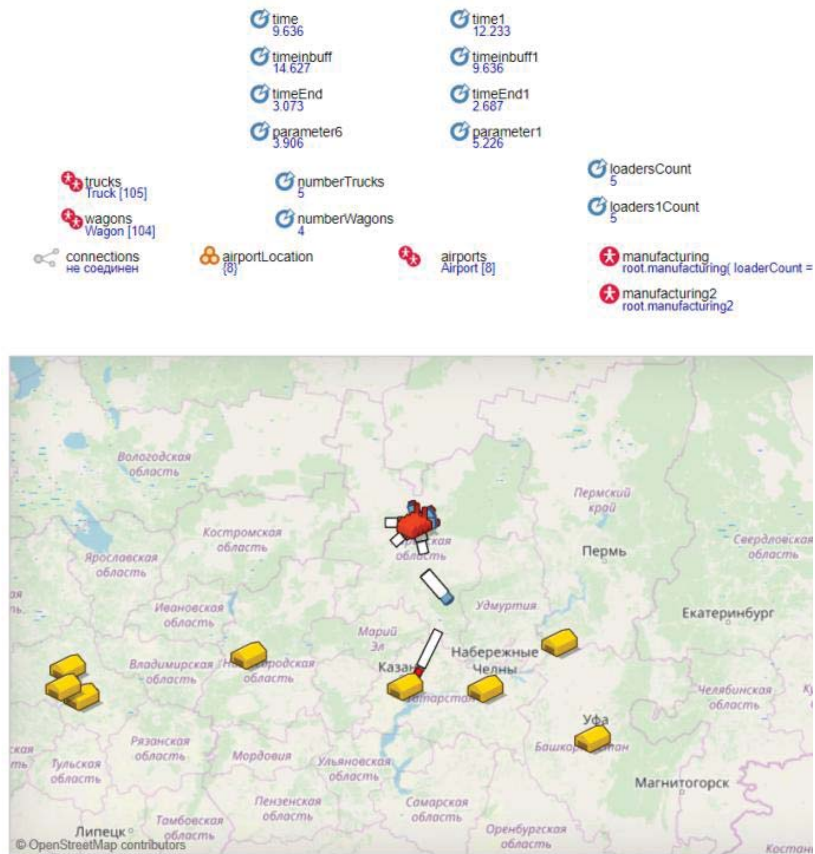 time
9.636
time1
12.233
timeinbuff
14.627
timeinbuff1
9.636
timeEnd
3.073
timeEnd1
2.687
parameter6
3.906
parameter1
5.226
trucks
Truck [105]
numberTrucks
5
loadersCount
5
wagons
Wagon [104]
numberWagons
4
loaders1Count
5
connections
не соединен
airportLocation
{8}
airports
Airport [8]
manufacturing
root.manufacturing( loaderCount =
manufacturing2
root.manufacturing2
Вологодская
область
Пермский
край
Костромская
область
область
Пермь
Свердловская
область
Ярославская
область
Ивановская
область
Удмуртия
Екатеринбург
Марий
Эл
Владимирская
область
область
Казан
Набережные
Челны
Татарстан
Челябинская
область
Уфа
Рязанская
область
Тульская
область
Мордовия
Ульяновская
область
Магнитогорск
Пензенская
область
Самарская
область
Липецк
Тамбовская
область
Оренбургская
область
Костан
© OpenStreetMap contributors